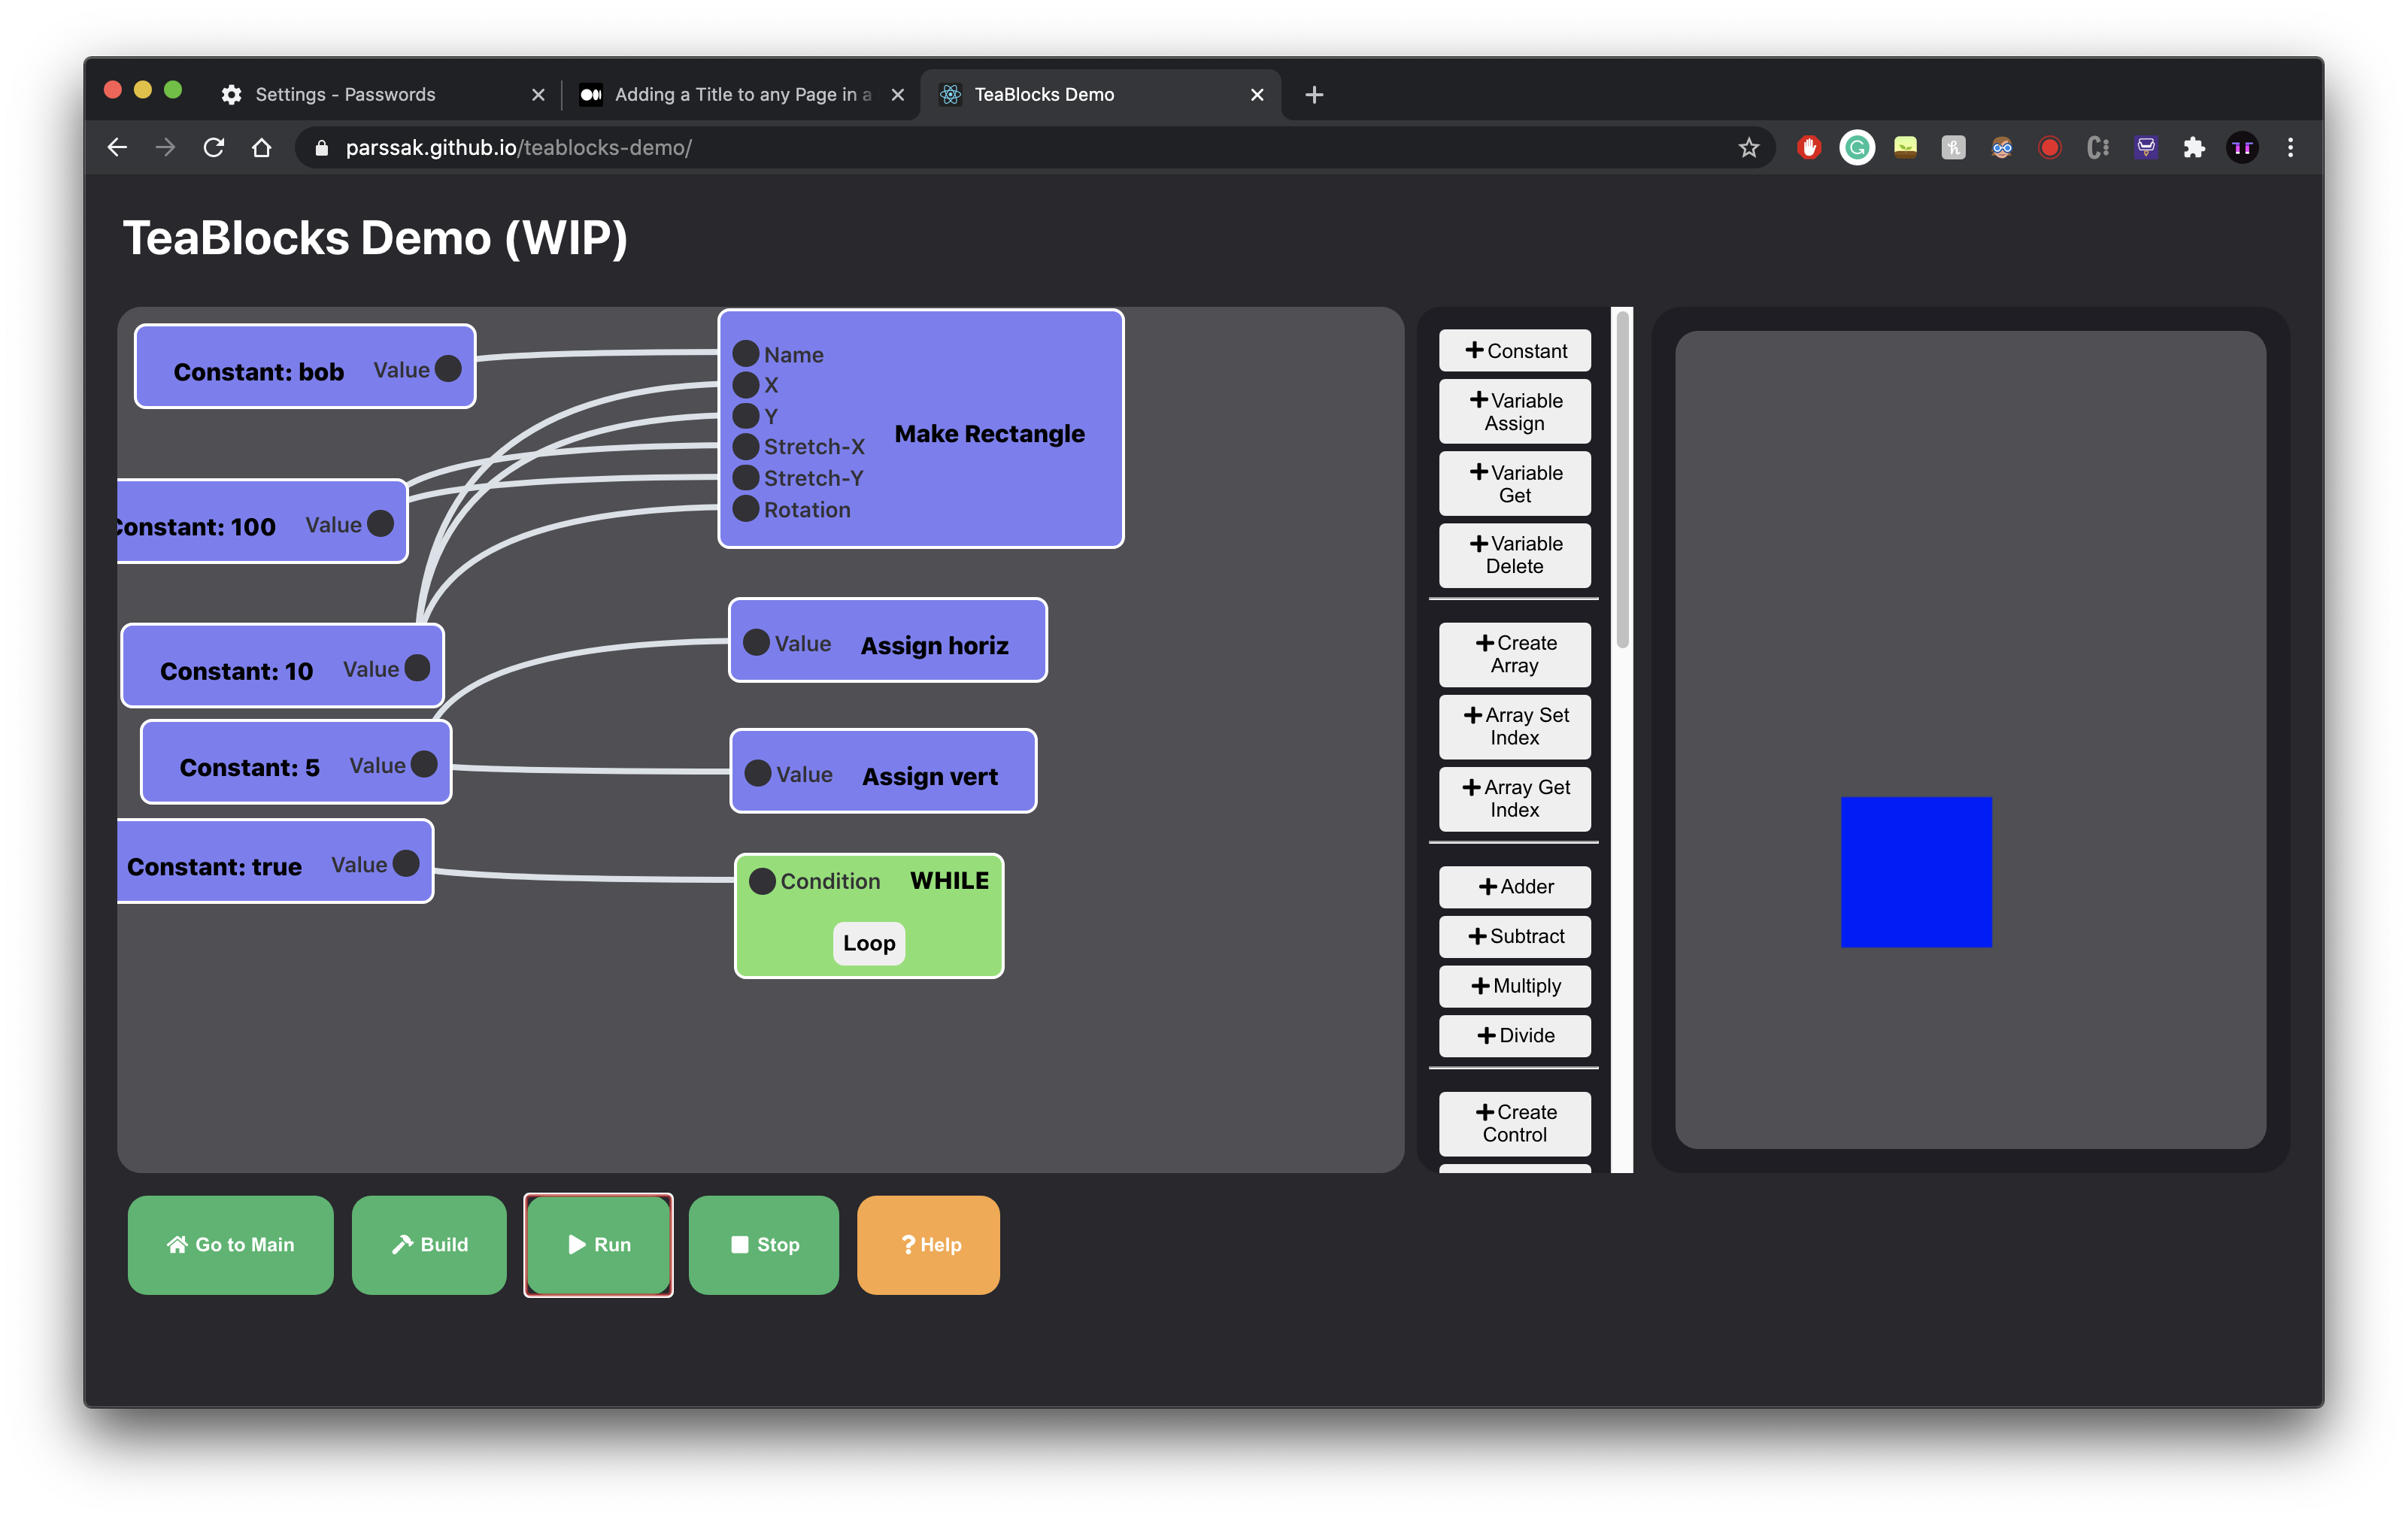 Settings - Passwords
Adding a Title to any Page in a
TeaBlocks Demo
parssak.github.io/teablocks-demo/
TeaBlocks Demo (WIP)
Constant: bob Value
Constant: 100 Value
Constant: 10 Value
Constant: 5 Value
Constant: true Value
Name
X
Y
Stretch-X
Stretch-Y
Rotation
Make Rectangle
Value Assign horiz
Value Assign vert
Condition WHILE
Loop
Constant
Variable
Assign
Variable
Get
Variable
Delete
Create
Array
Array Set
Index
Array Get
Index
Adder
Subtract
Multiply
Divide
Create
Control
Go to Main
Build
Run
Stop
Help